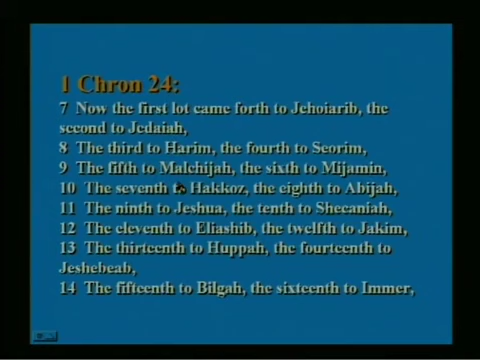 1 Chron 24:
7 Now the first lot came forth to Jehoiarib, the
second to Jedaiah,
8 The third to Harim, the fourth to Seorim,
9 The fifth to Malchijah, the sixth to Mijamin,
10 The seventh to Hakkoz, the eighth to Abijah,
11 The ninth to Jeshua, the tenth to Shecaniah,
12 The eleventh to Eliashib, the twelfth to Jakim,
13 The thirteenth to Huppah, the fourteenth to
Jeshebeab,
14 The fifteenth to Bilgah, the sixteenth to Immer,